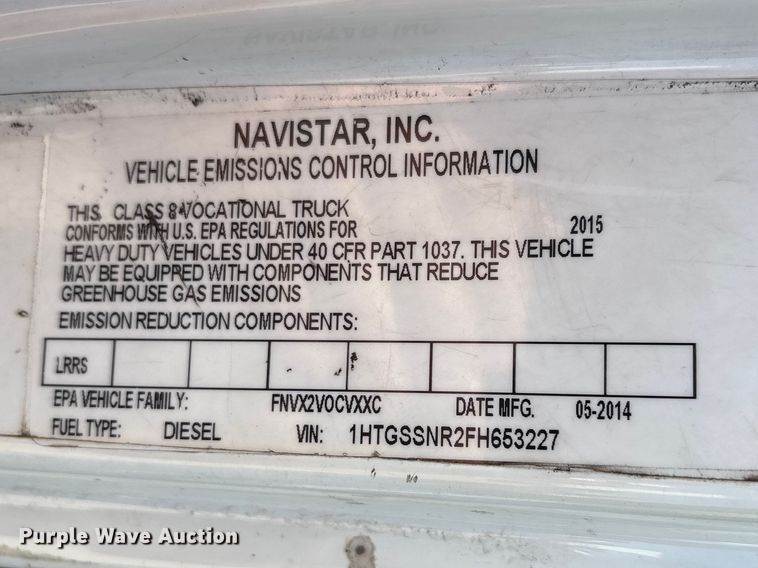 NAVISTAR, INC.
VEHICLE EMISSIONS CONTROL INFORMATION
THIS CLASS 8 VOCATIONAL TRUCK
CONFORMS WITH U.S. EPA REGULATIONS FOR 2015
HEAVY DUTY VEHICLES UNDER 40 CFR PART 1037. THIS VEHICLE
MAY BE EQUIPPED WITH COMPONENTS THAT REDUCE
GREENHOUSE GAS EMISSIONS
EMISSION REDUCTION COMPONENTS:
LRRS
EPA VEHICLE FAMILY: FNVX2VOCVXXC DATE MFG. 05-2014
FUEL TYPE: DIESEL VIN: 1HTGSSNR2FH653227
Purple Wave Auction